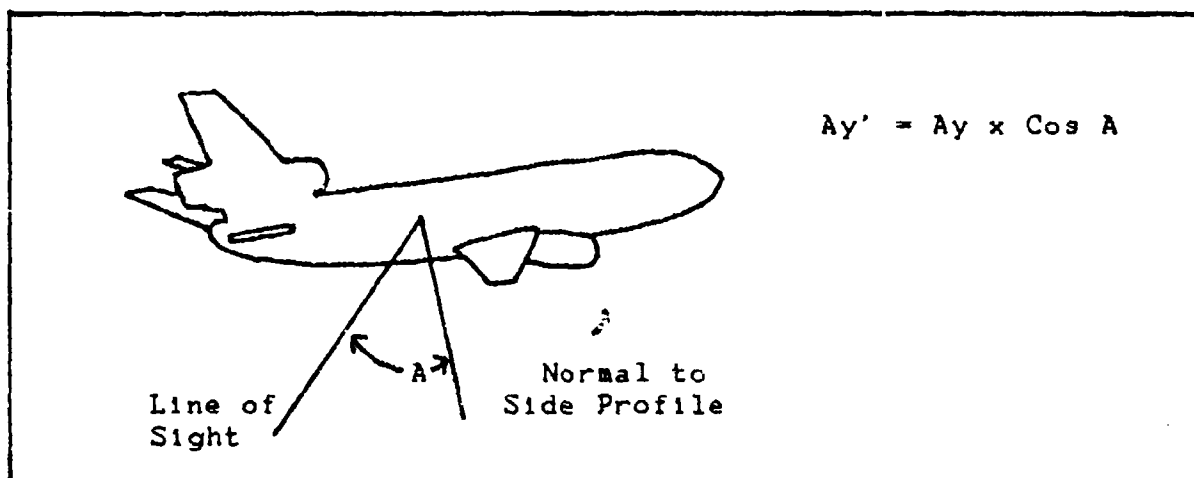 Ay' = Ay x Cos A
A
Normal to
Side Profile
Line of
Sight